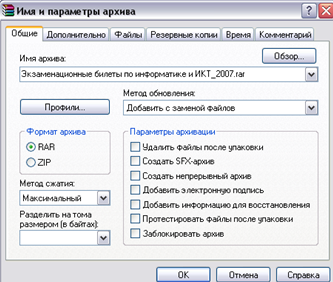 Имя и параметры архива
Общие Дополнительно Файлы Резервные копии Время Комментарий
Обзор...
Имя архива:
Экзаменационные билеты по информатике и ИКТ_2007.rar
Метод обновления:
Профили...
Добавить с заменой файлов
Формат архива
RAR
ZIP
Метод сжатия:
Максимальный
Разделить на тома
размером (в байтах):
Параметры архивации
Удалить файлы после упаковки
Создать SFX-архив
Создать непрерывный архив
Добавить электронную подпись
Добавить информацию для восстановления
Протестировать файлы после упаковки
Заблокировать архив
ОК Отмена Справка